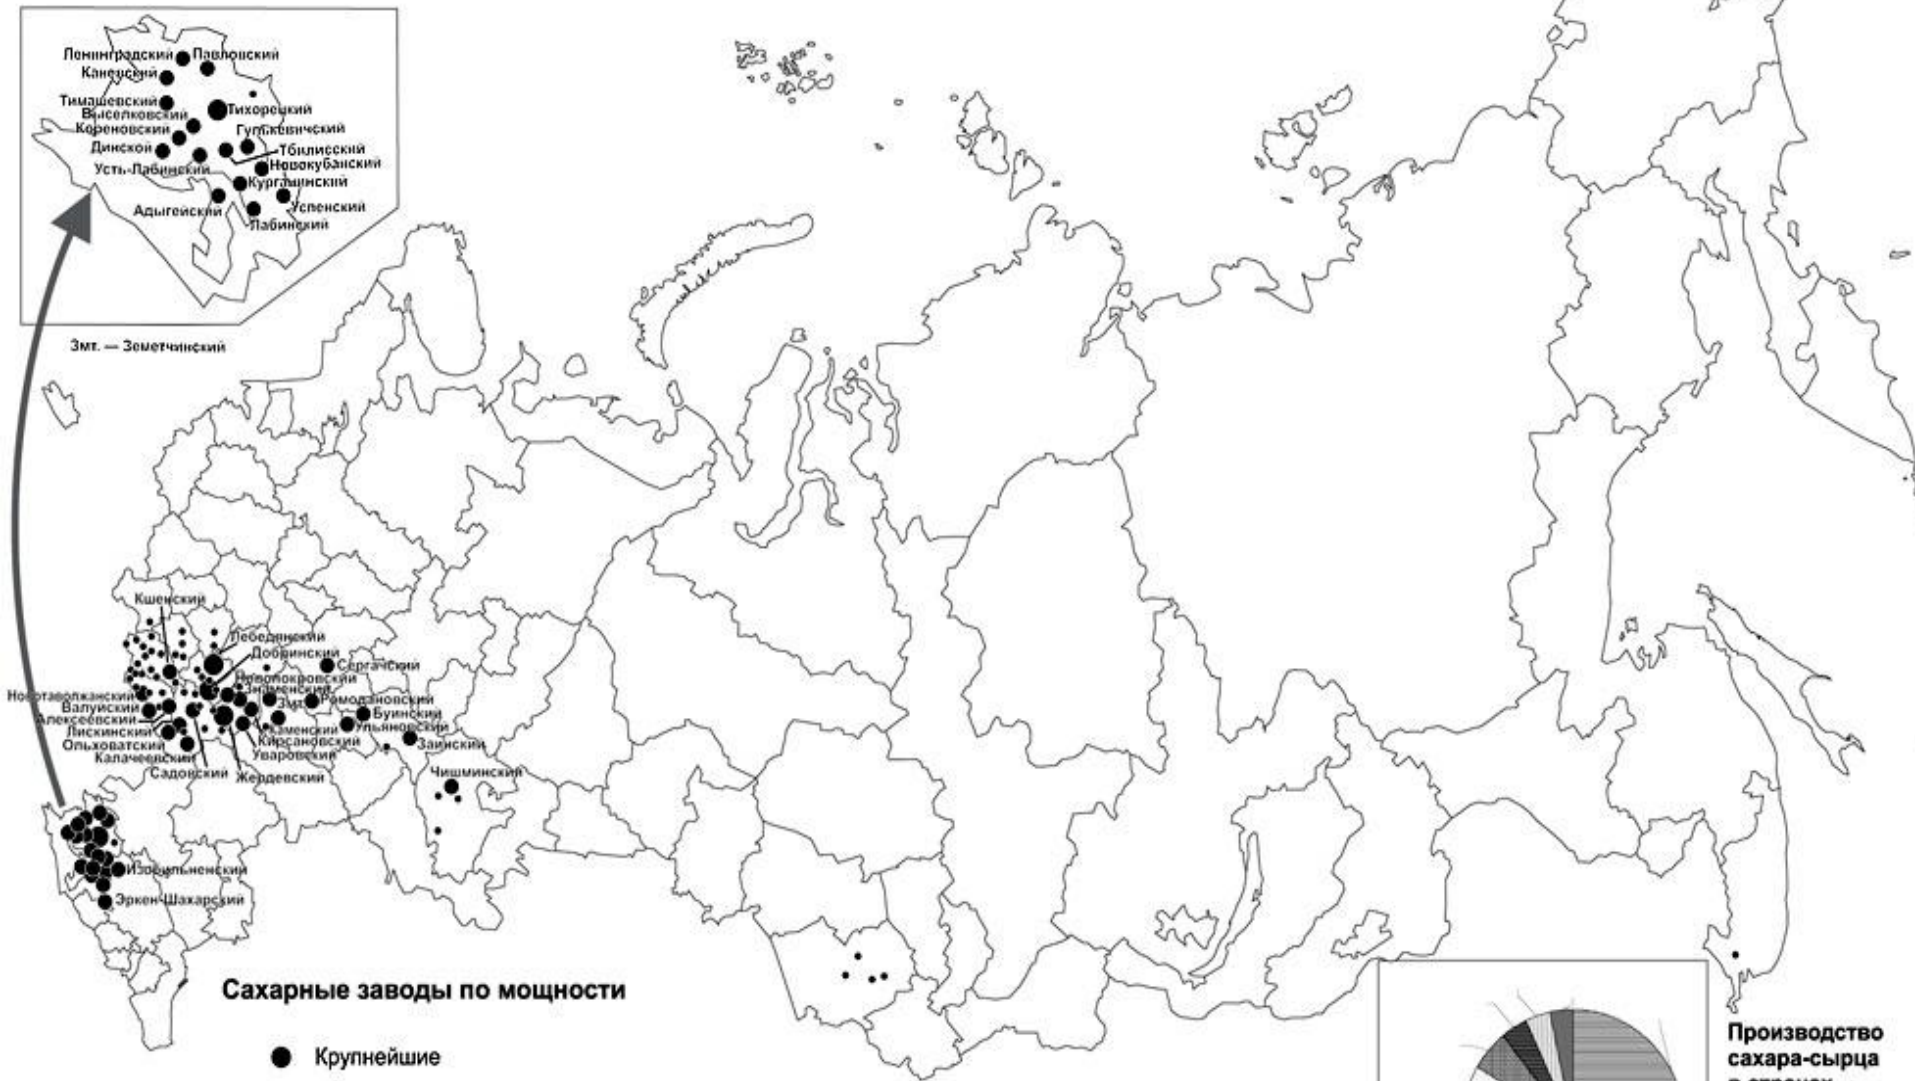 Ленинградский
Павловский
Каневский
Тимашевский
Тихорецкий
Выселковский
Кореновский
Гулькевичский
Динской
Тбилисский
Новокубанский
Усть-Лабинский
Курганинский
Адыгейский
Успенский
Лабинский
Змт. — Земетчинский
Кшенский
Лебедянский
Добринский
Сергачский
Новопокровский
Знаменский
Новотаволжанский
Ромодановский
Змт.
Валуйский
Буинский
Алексеевский
Ульяновский
Лискинский
Каменский
Кирсановский
Заинский
Ольховатский
Уваровский
Калачеевский
Садовский
Жердевский
Чишминский
Изобильненский
Эркен-Шахарский
Сахарные заводы по мощности
Крупнейшие
Производство
сахара-сырца